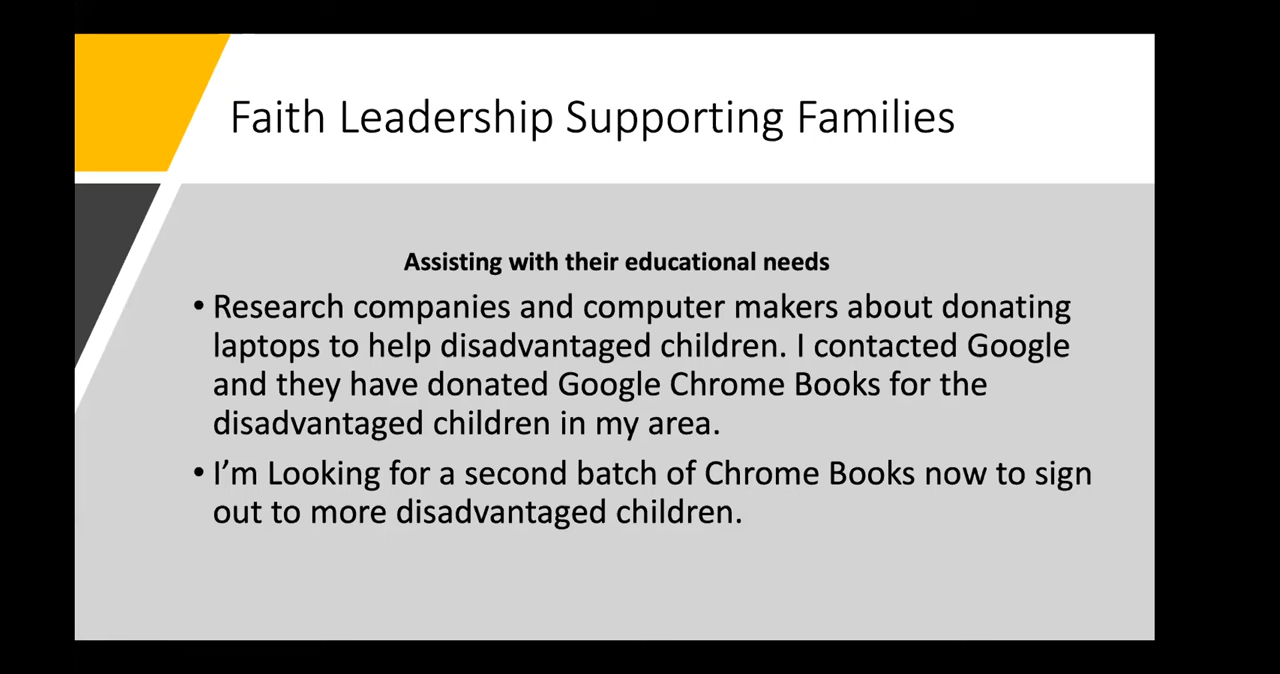 Faith Leadership Supporting Families
Assisting with their educational needs
• Research companies and computer makers about donating
laptops to help disadvantaged children. I contacted Google
and they have donated Google Chrome Books for the
disadvantaged children in my area.
• I’m Looking for a second batch of Chrome Books now to sign
out to more disadvantaged children.